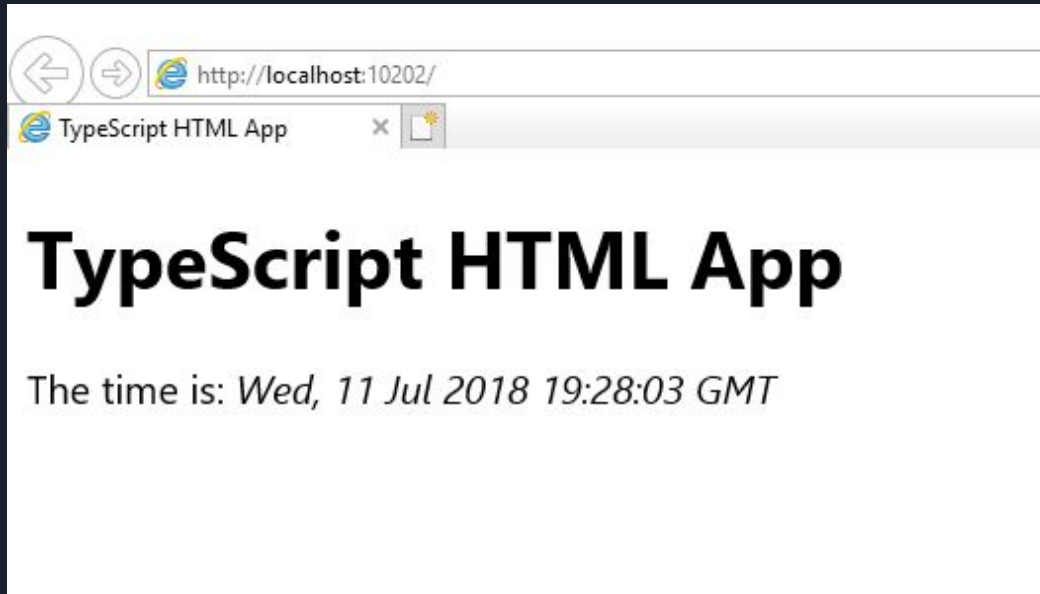 http://localhost:10202/
TypeScript HTML App
TypeScript HTML App
The time is: Wed, 11 Jul 2018 19:28:03 GMT